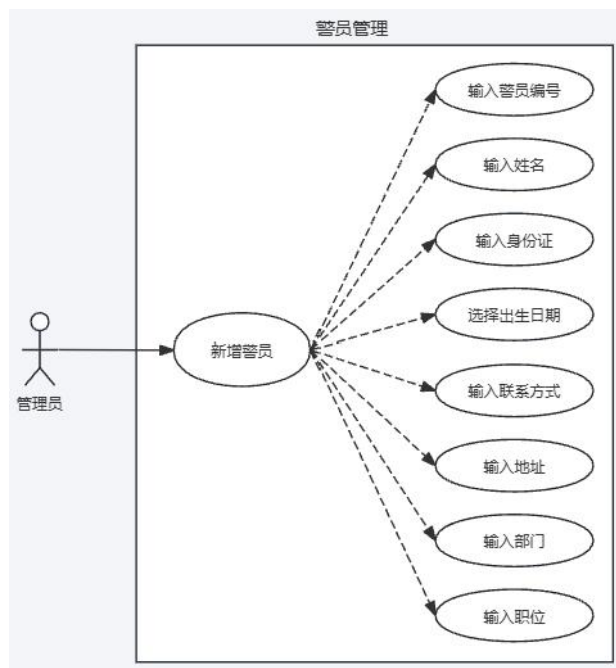 警员管理
输入警员编号
输入姓名
输入身份证
选择出生日期
新增警员
输入联系方式
管理员
输入地址
输入部门
输入职位